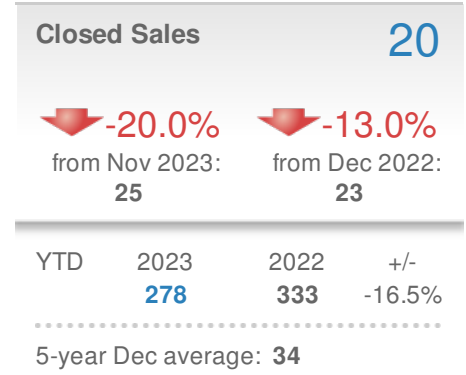 Closed Sales 20
-20.0% -13.0%
from Nov 2023: from Dec 2022:
25 23
YTD 2023 2022 +/-
278 333 -16.5%
5-year Dec average: 34